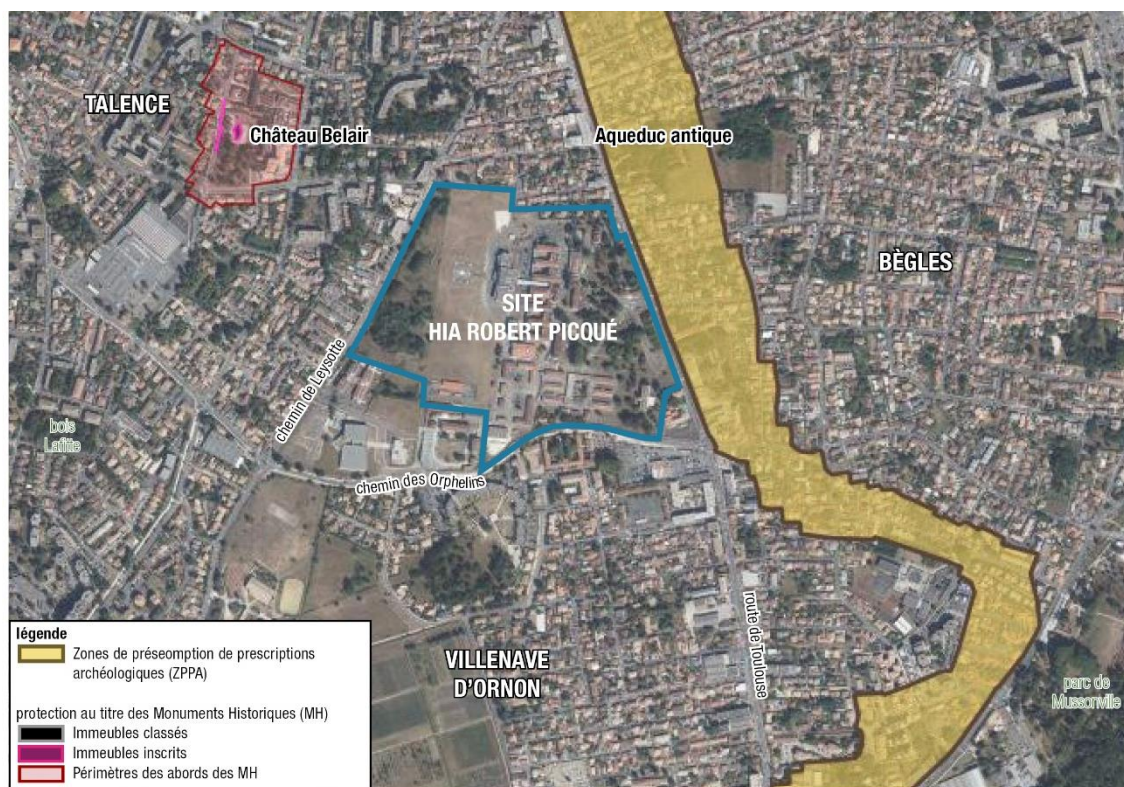 TALENCE
Château Belair
Aqueduc antique
BÈGLES
SITE
HIA ROBERT PICQUÉ
chemin de Leysotte
bois
Lafitte
chemin des Orphelins
route de Toulouse
VILLENAVE
D'ORNON
parc de
Mussonville
légende
Zones de préseomption de prescriptions
archéologiques (ZPPA)
protection au titre des Monuments Historiques (MH)
Immeubles classés
Immeubles inscrits
Périmètres des abords des MH